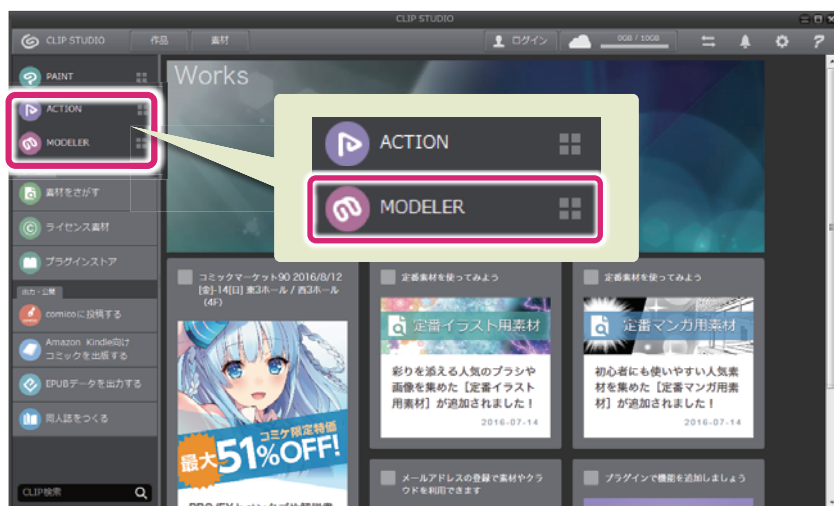 CLIP STUDIO
CLIP STUDIO
作品
素材
ログイン
0GB / 10GB
?
PAINT
ACTION
MODELER
素材をさがす
ライセンス素材
プラグインストア
出力・公開
comicoに投稿する
Amazon Kindle向け
コミックを出版する
EPUBデータを出力する
同人誌をつくる
CLIP検索
Works
ACTION
MODELER
コミックマーケット90 2016/8/12
[金]-14[日] 東3ホール / 西3ホール
(4F)
コミケ限定特価
最大51%OFF!
定番素材を使ってみよう
定番イラスト用素材
彩りを添える人気のブラシや
画像を集めた［定番イラスト
用素材］が追加されました！
2016-07-14
定番素材を使ってみよう
定番マンガ用素材
初心者にも使いやすい人気素
材を集めた［定番マンガ用素
材］が追加されました！
2016-07-14
メールアドレスの登録で素材やクラ
ウドを利用できます
プラグインで機能を追加しましょう